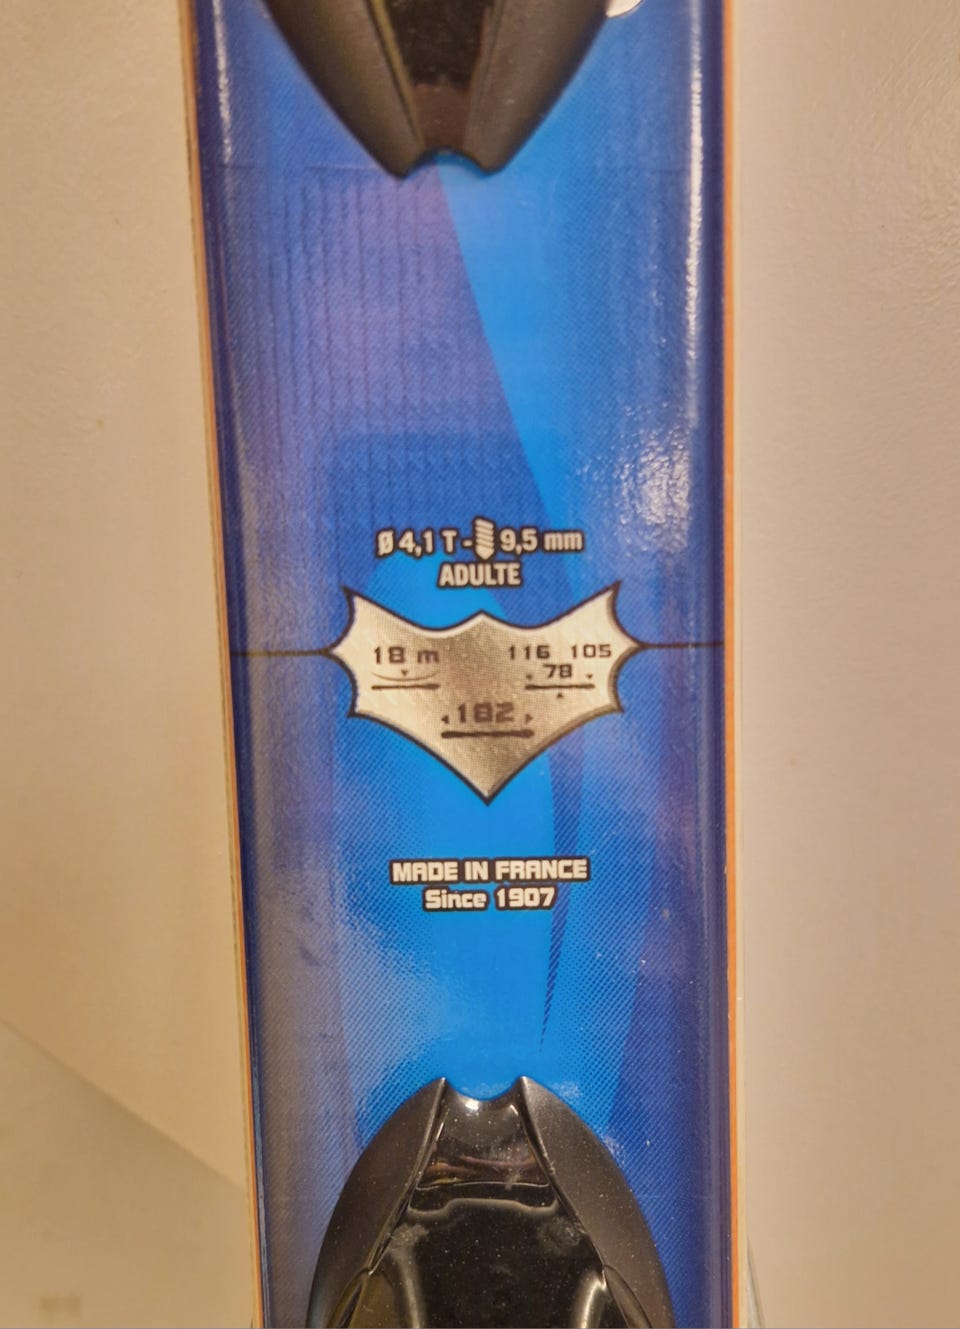 Ø 4,1 T - 9,5 mm
ADULTE
18 m 116 105
78
182
MADE IN FRANCE
Since 1907